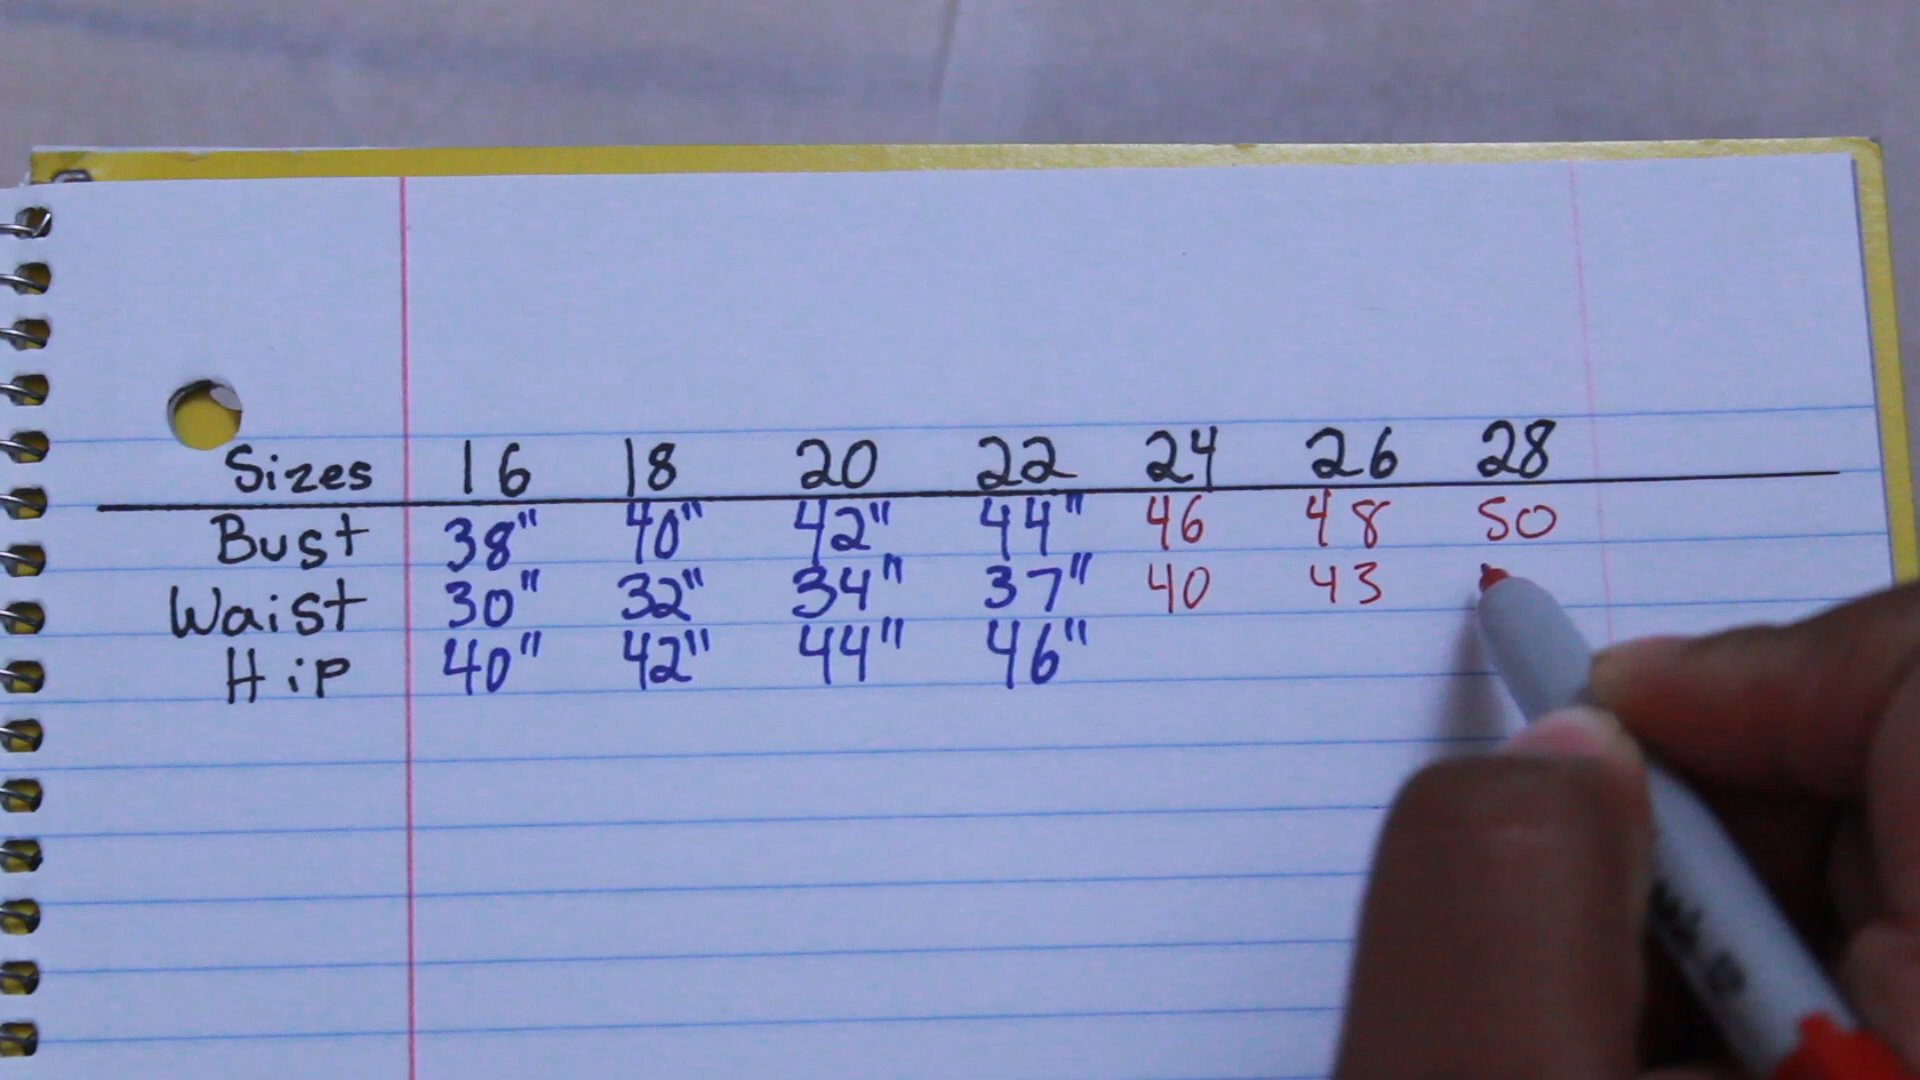 Sizes 16 18 20 22 24 26 28
Bust 38" 40" 42" 44" 46 48 50
Waist 30" 32" 34" 37" 40 43
Hip 40" 42" 44" 46"